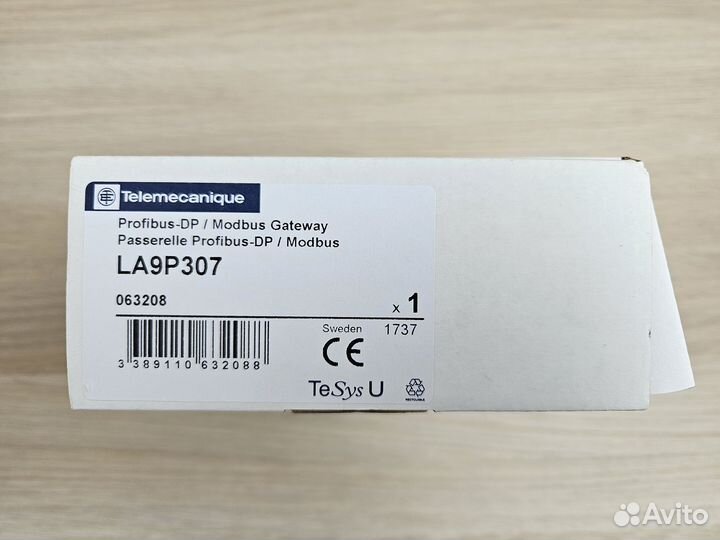 Telemecanique
Profibus-DP / Modbus Gateway
Passerelle Profibus-DP / Modbus
LA9P307
063208
x 1
Sweden 1737
CE
3 389110 632088
TeSys U
RECYCLABLE
Avito